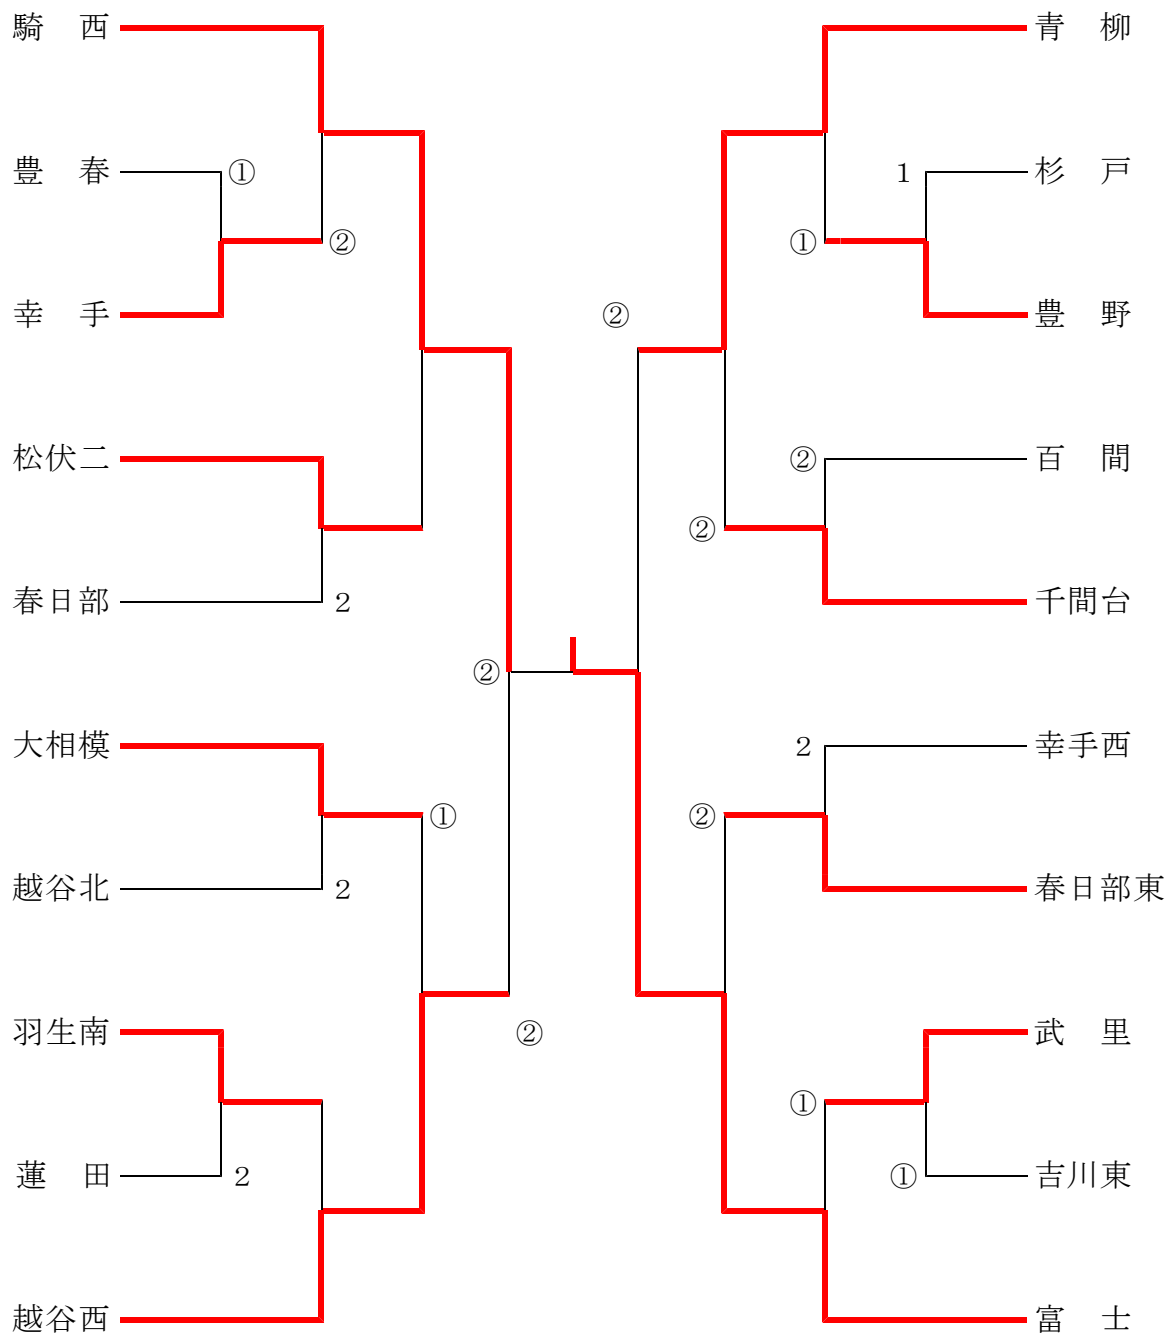 騎　西
豊　春
①
幸　手
②
松伏二
春日部
2
大相模
①
越谷北
2
羽生南
蓮　田
2
越谷西
②
②
②
青　柳
1
杉　戸
①
豊　野
②
百　間
②
千間台
2
幸手西
②
春日部東
武　里
①
①
吉川東
富　士